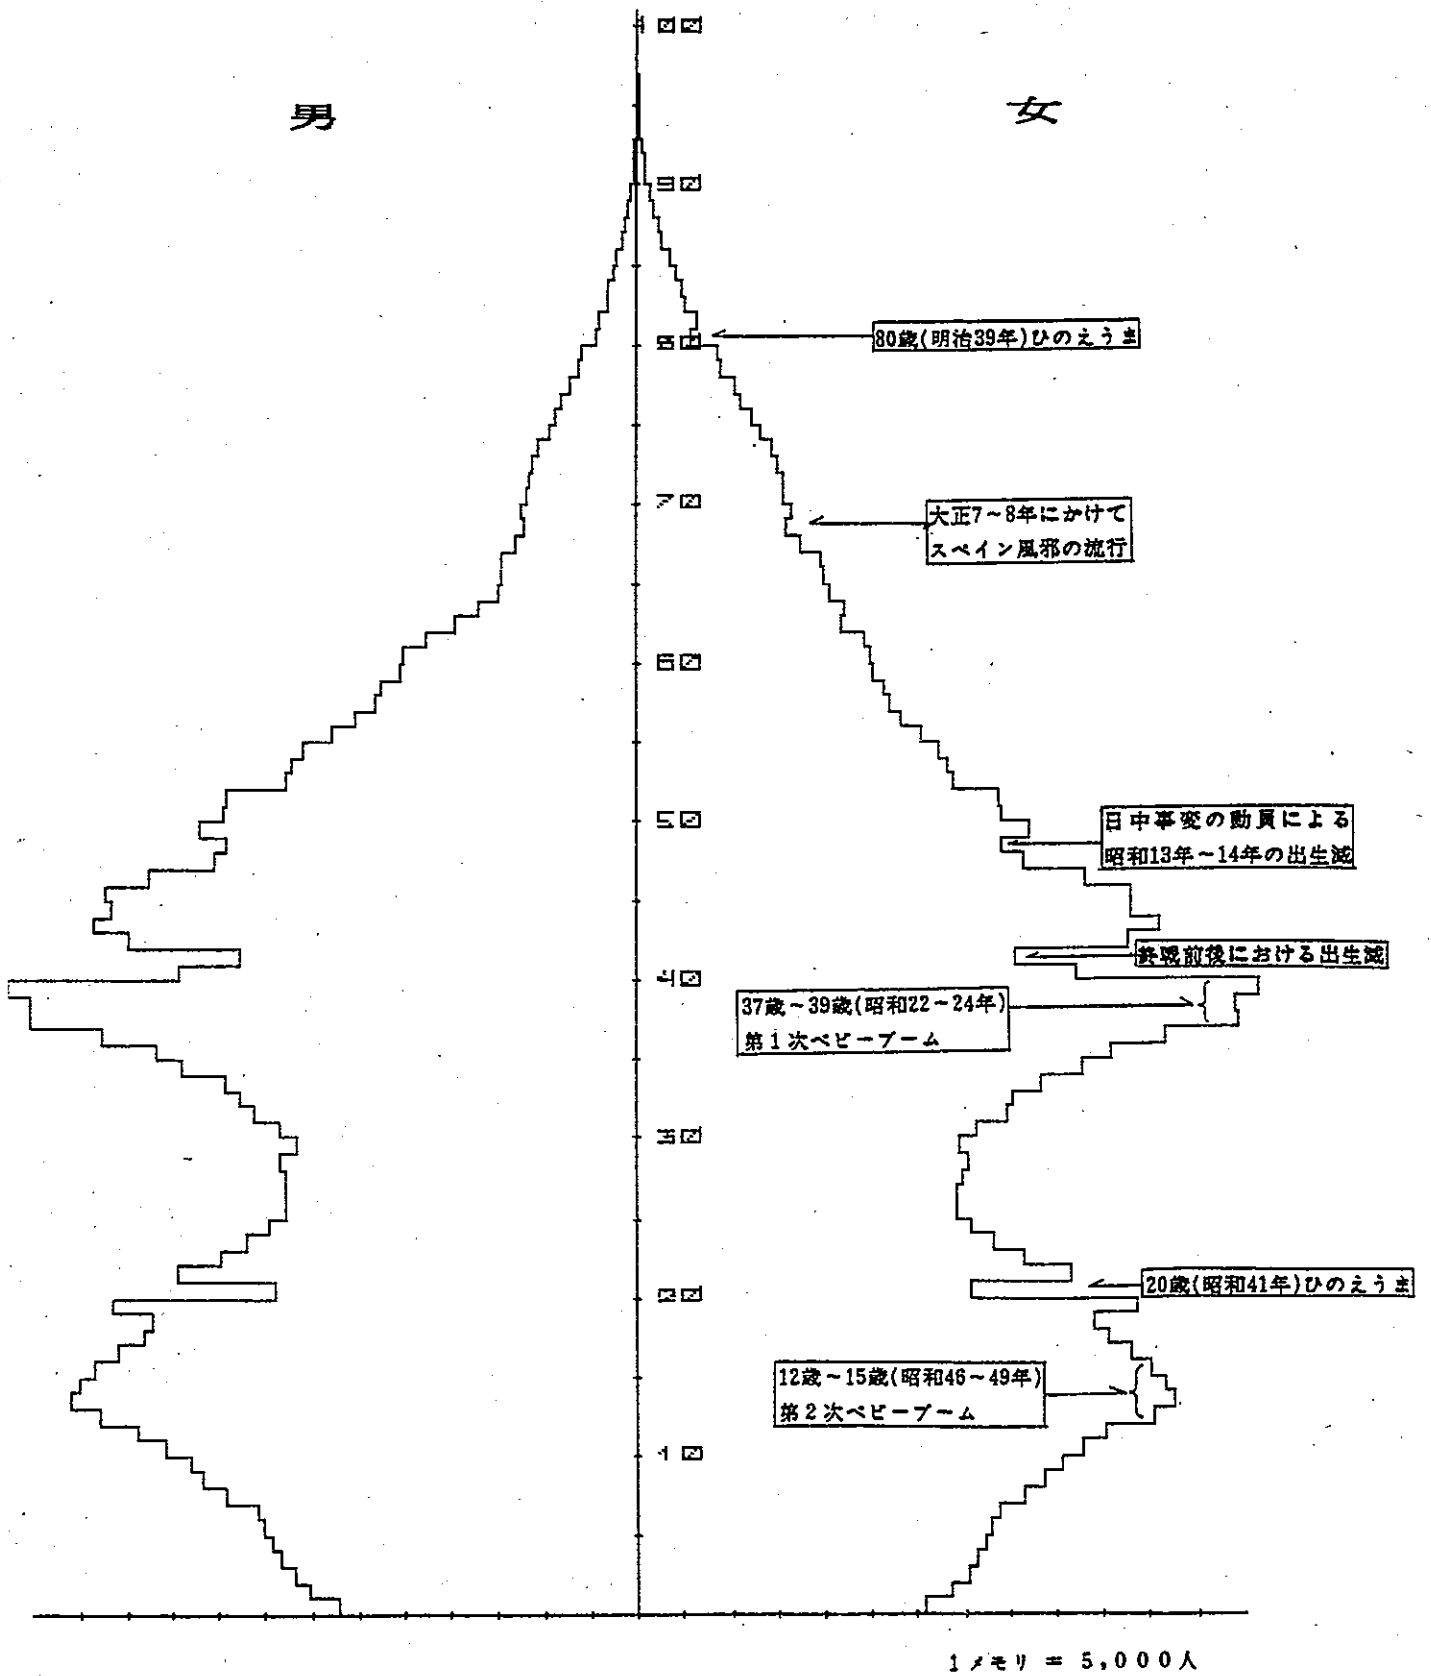 100
男
女
90
80歳(明治39年)ひのえうま
80
70
大正7~8年にかけて
スペイン風邪の流行
60
50
日中事変の動員による
昭和13年~14年の出生減
終戦前後における出生減
40
37歳~39歳(昭和22~24年)
第1次ベビーブーム
30
20歳(昭和41年)ひのえうま
20
12歳~15歳(昭和46~49年)
第2次ベビーブーム
10
1メモリ = 5,000人